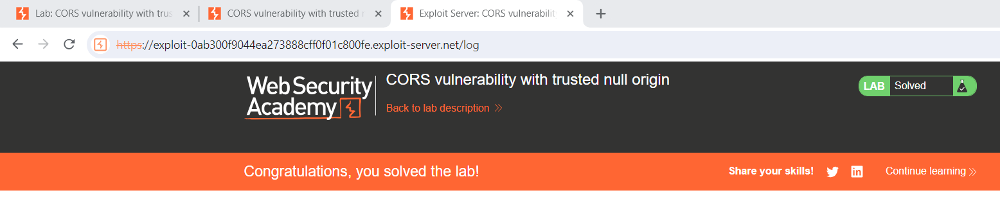 Lab: CORS vulnerability with trus
CORS vulnerability with trusted
Exploit Server: CORS vulnerabilit
https://exploit-0ab300f9044ea273888cff0f01c800fe.exploit-server.net/log
Web Security
Academy
CORS vulnerability with trusted null origin
Back to lab description
LAB Solved
Congratulations, you solved the lab!
Share your skills!
Continue learning